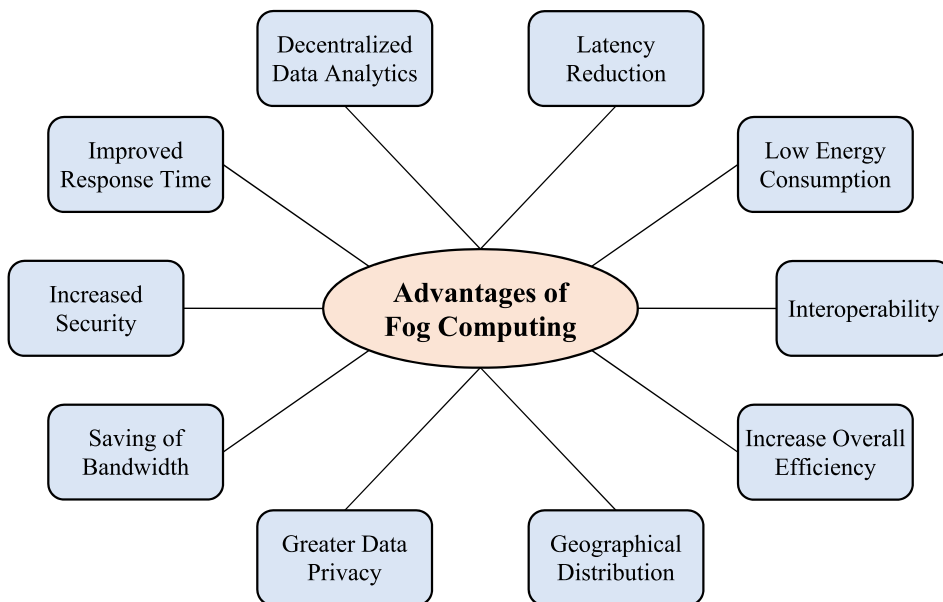 Decentralized
Data Analytics
Latency
Reduction
Improved
Response Time
Low Energy
Consumption
Increased
Security
Advantages of
Fog Computing
Interoperability
Saving of
Bandwidth
Increase Overall
Efficiency
Greater Data
Privacy
Geographical
Distribution